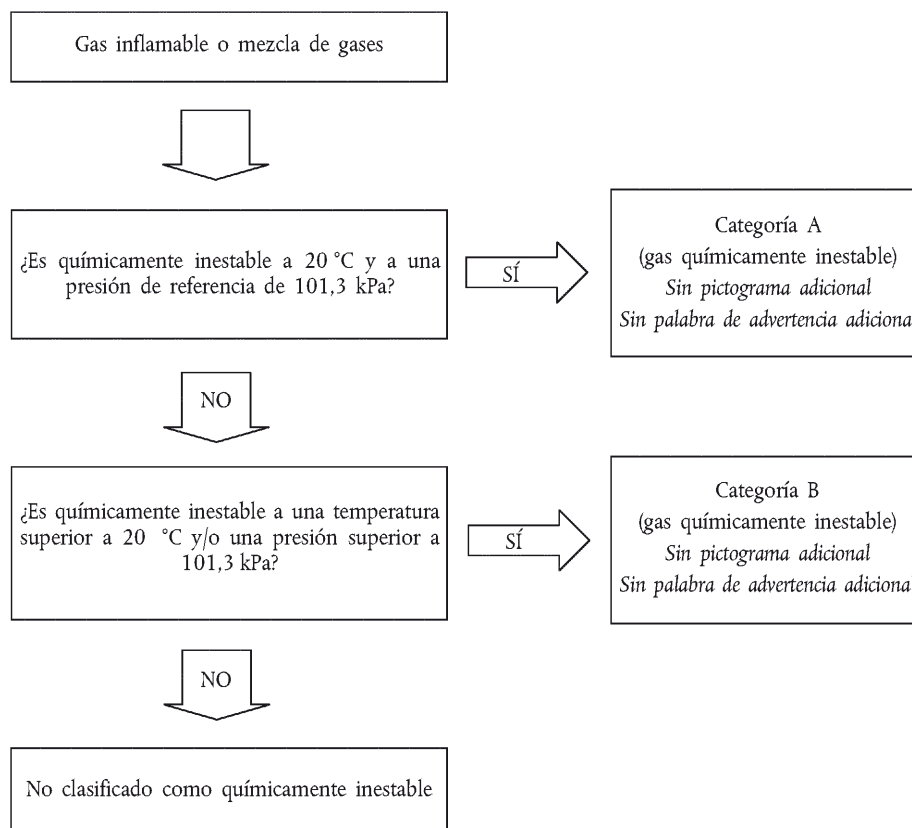 Gas inflamable o mezcla de gases
¿Es químicamente inestable a 20 °C y a una
presión de referencia de 101,3 kPa?
SÍ
Categoría A
(gas químicamente inestable)
Sin pictograma adicional
Sin palabra de advertencia adiciona
NO
¿Es químicamente inestable a una temperatura
superior a 20 °C y/o una presión superior a
101,3 kPa?
SÍ
Categoría B
(gas químicamente inestable)
Sin pictograma adicional
Sin palabra de advertencia adiciona
NO
No clasificado como químicamente inestable